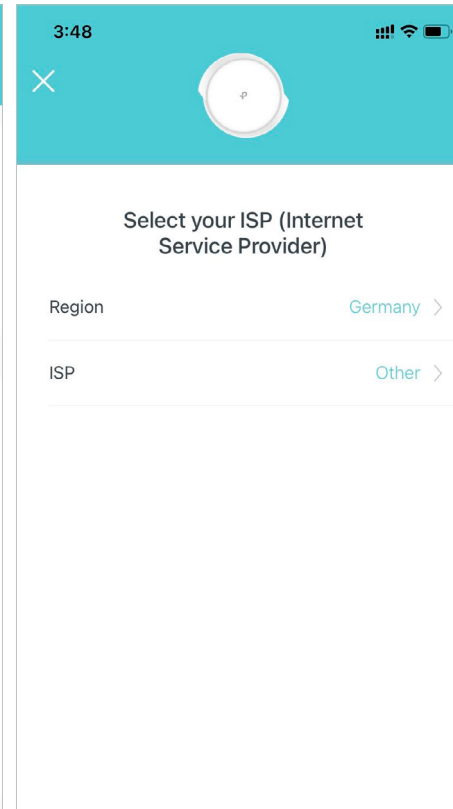 3:48
Select your ISP (Internet
Service Provider)
Region Germany
ISP Other